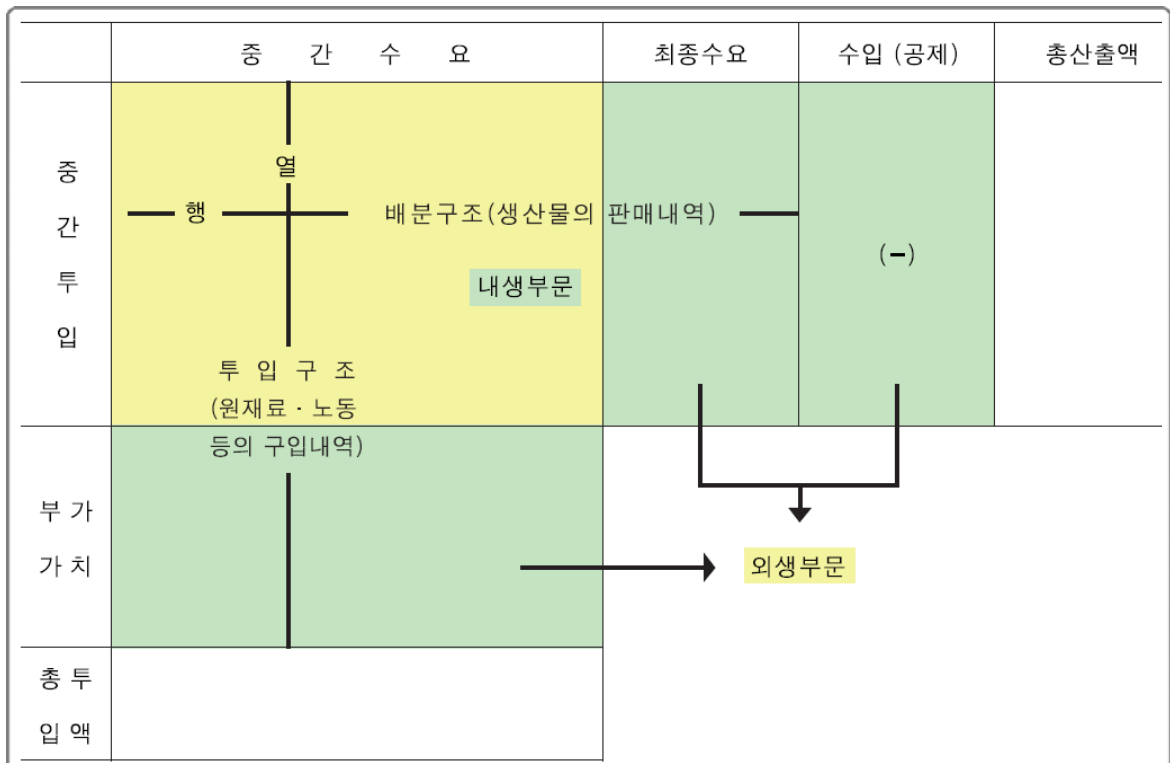 중 간 수 요 최종수요 수입 (공제) 총산출액
중
간
투
입
열
행
배분구조(생산물의 판매내역)
(−)
내생부문
투 입 구 조
(원재료 · 노동
등의 구입내역)
부 가
가 치
외생부문
총 투
입 액